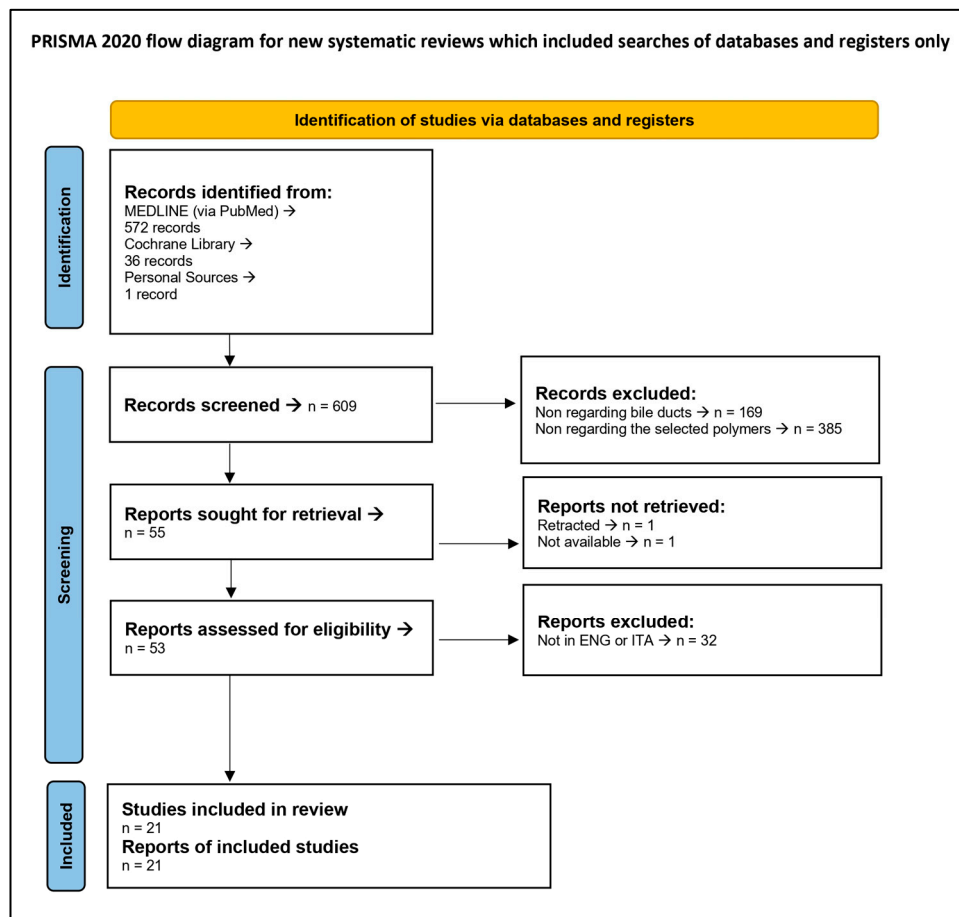 PRISMA 2020 flow diagram for new systematic reviews which included searches of databases and registers only
Identification of studies via databases and registers
Identification
Records identified from:
MEDLINE (via PubMed) →
572 records
Cochrane Library →
36 records
Personal Sources →
1 record
Screening
Records screened → n = 609
Records excluded:
Non regarding bile ducts → n = 169
Non regarding the selected polymers → n = 385
Reports sought for retrieval →
n = 55
Reports not retrieved:
Retracted → n = 1
Not available → n = 1
Reports assessed for eligibility →
n = 53
Reports excluded:
Not in ENG or ITA → n = 32
Included
Studies included in review
n = 21
Reports of included studies
n = 21